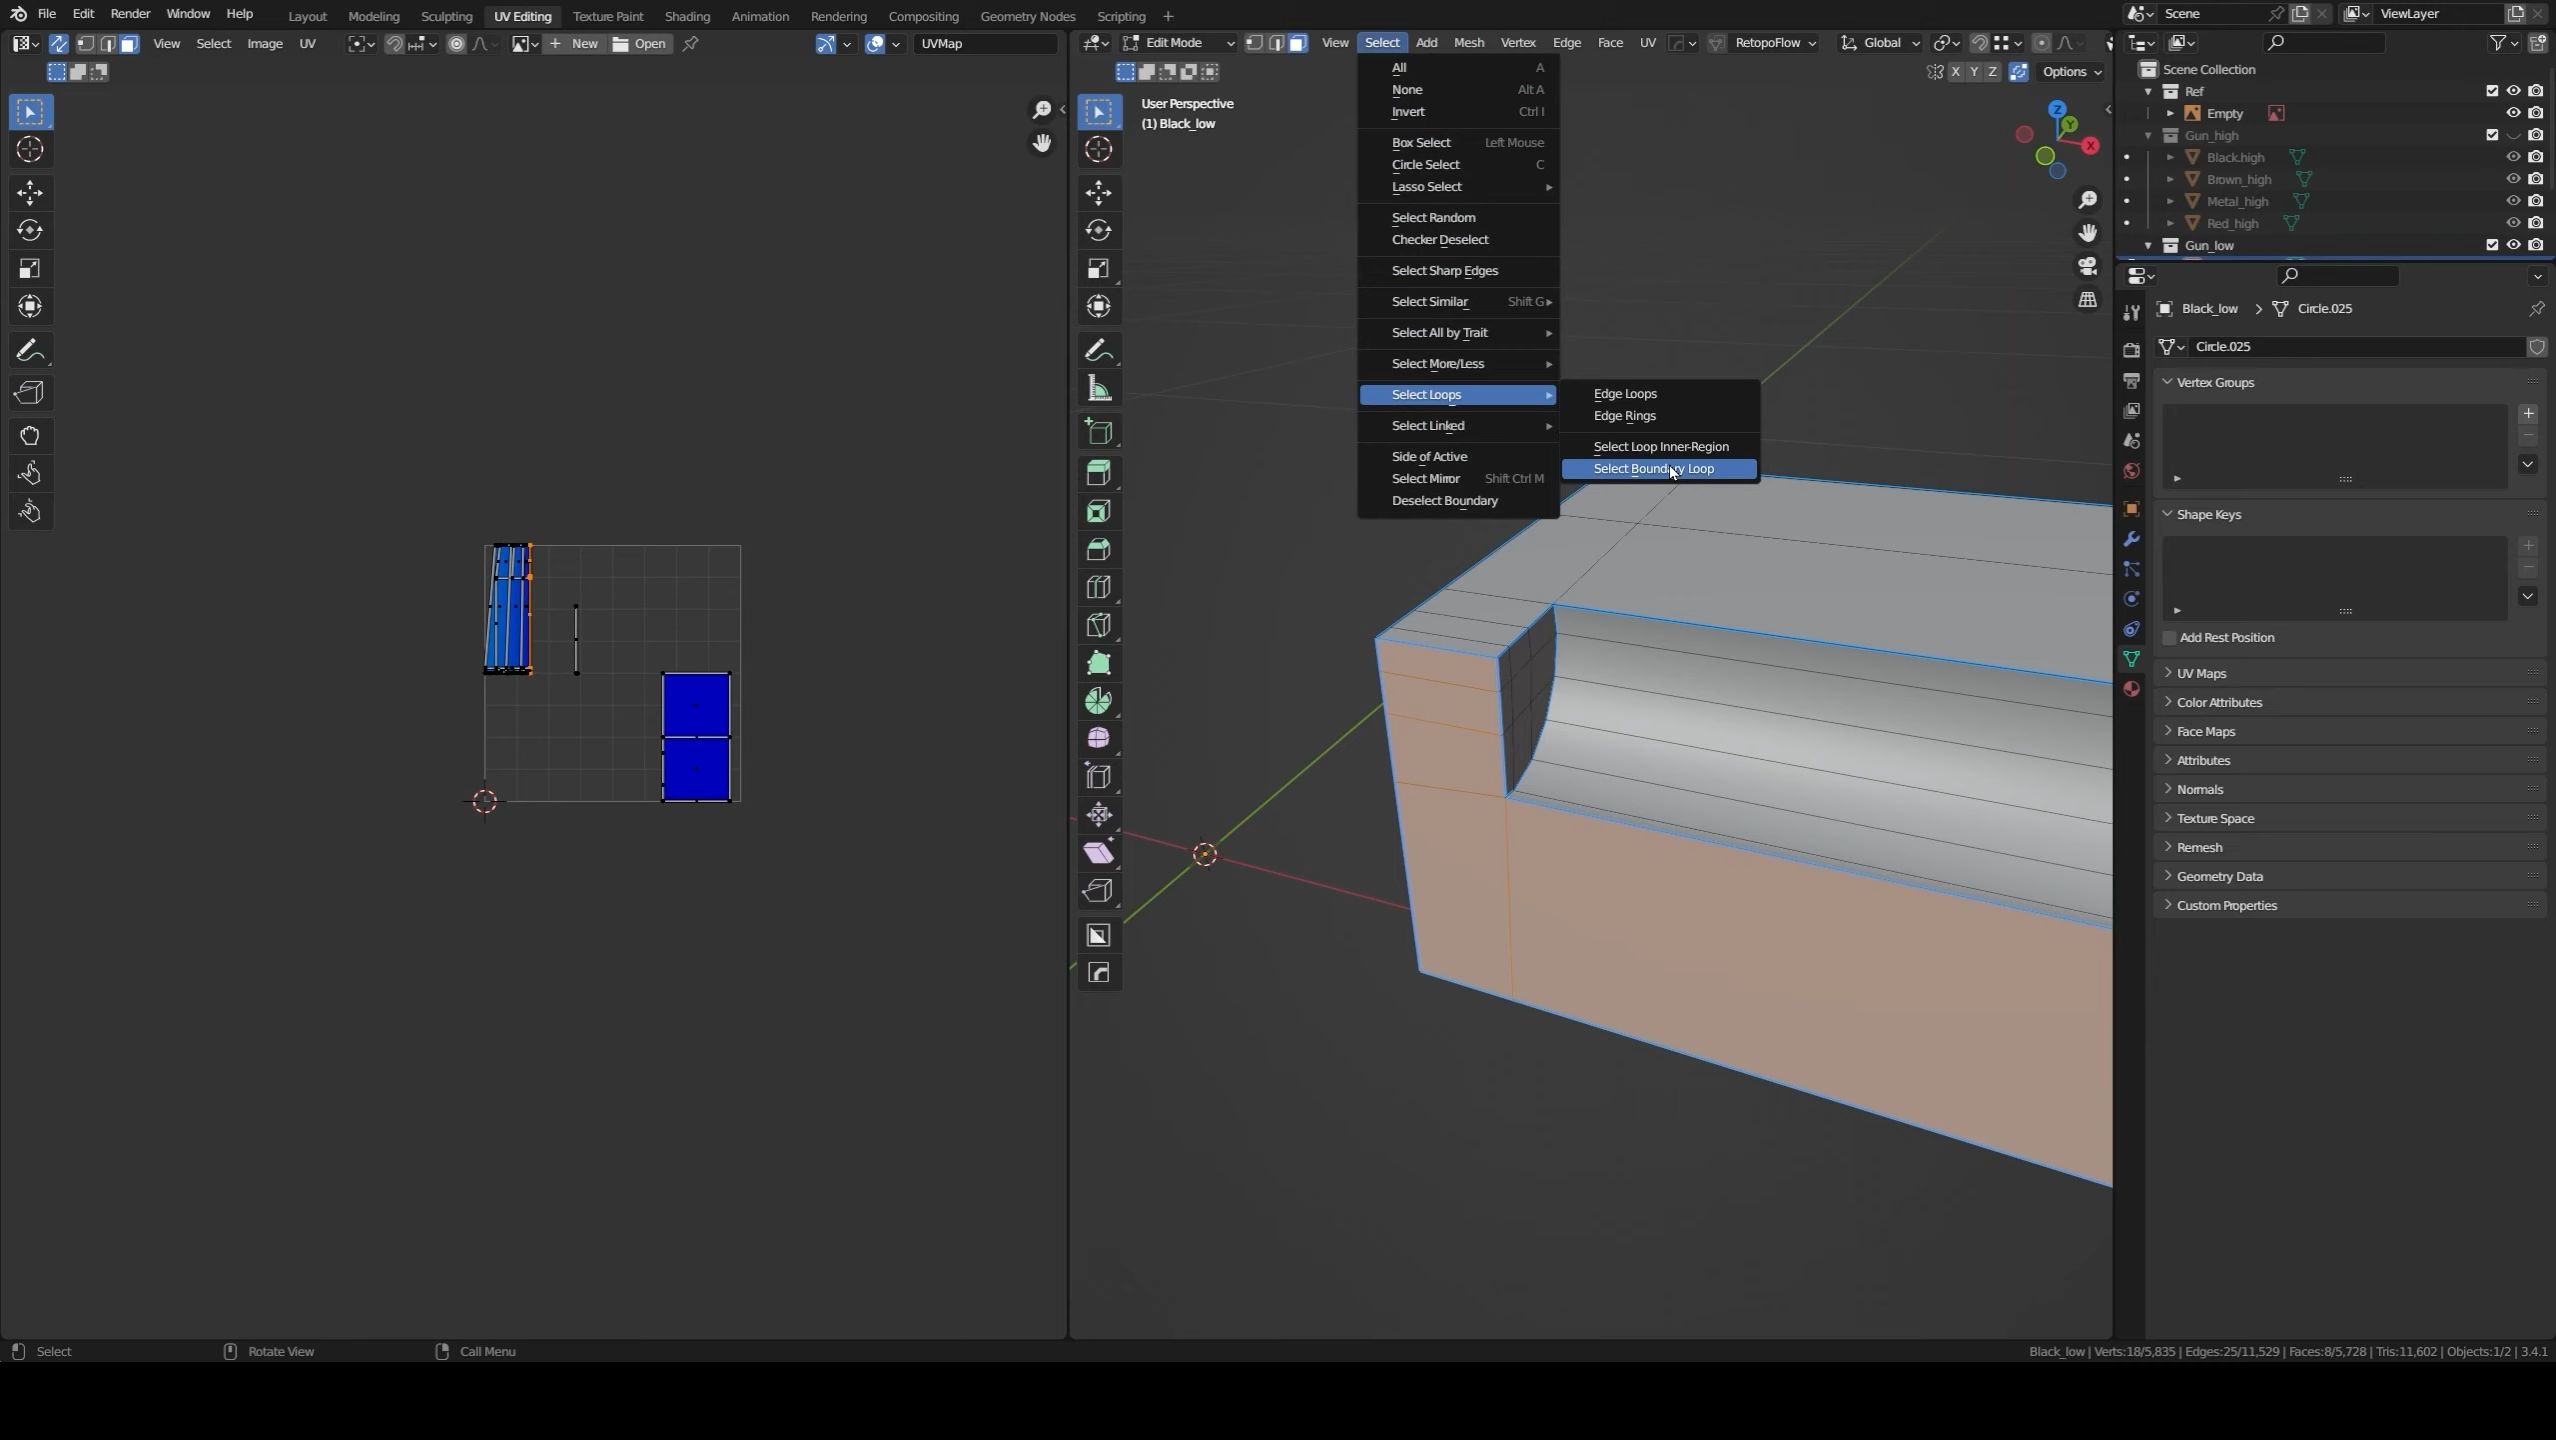 File Edit Render Window Help Layout Modeling Sculpting UV Editing Texture Paint Shading Animation Rendering Compositing Geometry Nodes Scripting + Scene ViewLayer
View Select Image UV + New Open UVMap
Edit Mode View Select Add Mesh Vertex Edge Face UV RetopoFlow Global
X Y Z Options
User Perspective
(1) Black_low
All A
None Alt A
Invert Ctrl I
Box Select Left Mouse
Circle Select C
Lasso Select
Select Random
Checker Deselect
Select Sharp Edges
Select Similar Shift G
Select All by Trait
Select More/Less
Select Loops
Select Linked
Side of Active
Select Mirror Shift Ctrl M
Deselect Boundary
Edge Loops
Edge Rings
Select Loop Inner-Region
Select Boundary Loop
Z
Y
X
Scene Collection
Ref
Empty
Gun_high
Black.high
Brown_high
Metal_high
Red_high
Gun_low
Black_low > Circle.025
Circle.025
Vertex Groups
Shape Keys
Add Rest Position
UV Maps
Color Attributes
Face Maps
Attributes
Normals
Texture Space
Remesh
Geometry Data
Custom Properties
Select Rotate View Call Menu
Black_low | Verts:18/5,835 | Edges:25/11,529 | Faces:8/5,728 | Tris:11,602 | Objects:1/2 | 3.4.1